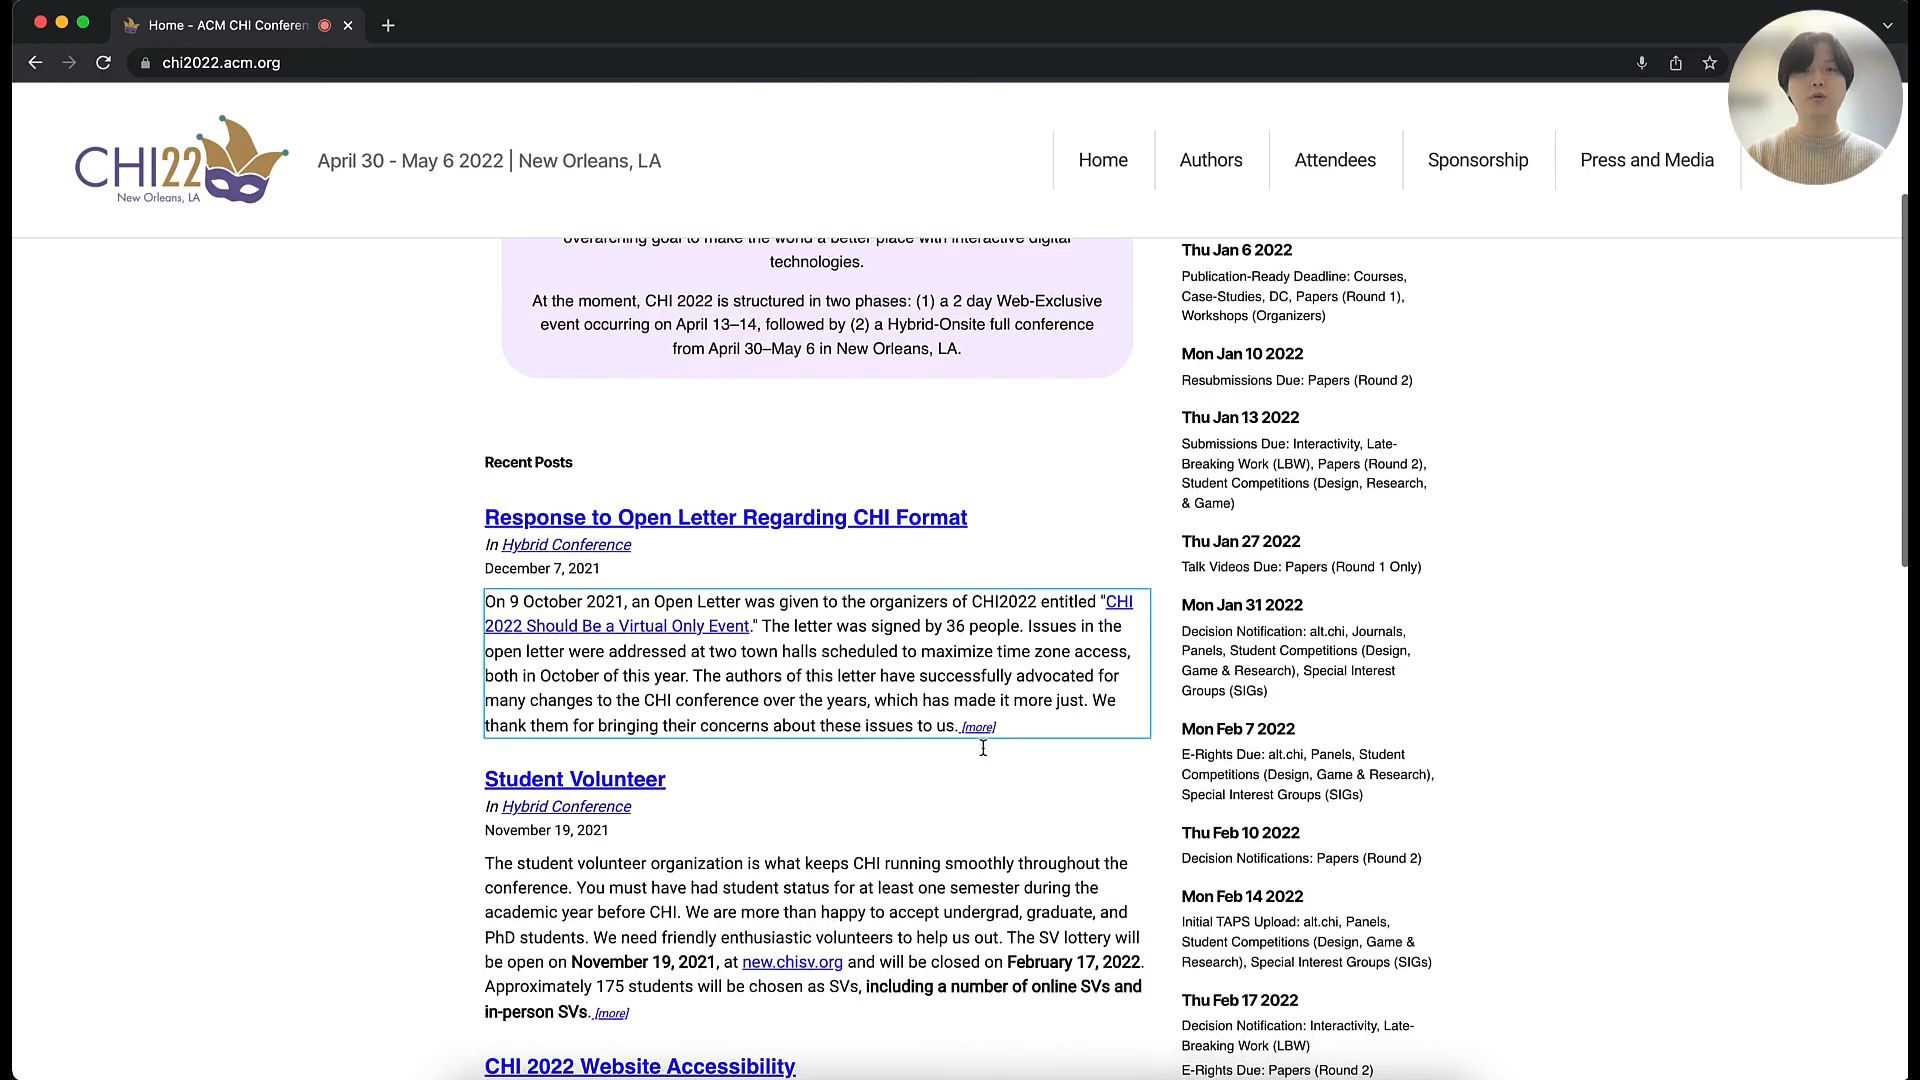 Home - ACM CHI Conferen
chi2022.acm.org
CHI22
New Orleans, LA
April 30 - May 6 2022 | New Orleans, LA
Home
Authors
Attendees
Sponsorship
Press and Media
overarching goal to make the world a better place with interactive digital
technologies.
At the moment, CHI 2022 is structured in two phases: (1) a 2 day Web-Exclusive
event occurring on April 13–14, followed by (2) a Hybrid-Onsite full conference
from April 30–May 6 in New Orleans, LA.
Recent Posts
Response to Open Letter Regarding CHI Format
In Hybrid Conference
December 7, 2021
On 9 October 2021, an Open Letter was given to the organizers of CHI2022 entitled "CHI
2022 Should Be a Virtual Only Event." The letter was signed by 36 people. Issues in the
open letter were addressed at two town halls scheduled to maximize time zone access,
both in October of this year. The authors of this letter have successfully advocated for
many changes to the CHI conference over the years, which has made it more just. We
thank them for bringing their concerns about these issues to us. [more]
Student Volunteer
In Hybrid Conference
November 19, 2021
The student volunteer organization is what keeps CHI running smoothly throughout the
conference. You must have had student status for at least one semester during the
academic year before CHI. We are more than happy to accept undergrad, graduate, and
PhD students. We need friendly enthusiastic volunteers to help us out. The SV lottery will
be open on November 19, 2021, at new.chisv.org and will be closed on February 17, 2022.
Approximately 175 students will be chosen as SVs, including a number of online SVs and
in-person SVs. [more]
CHI 2022 Website Accessibility
Thu Jan 6 2022
Publication-Ready Deadline: Courses,
Case-Studies, DC, Papers (Round 1),
Workshops (Organizers)
Mon Jan 10 2022
Resubmissions Due: Papers (Round 2)
Thu Jan 13 2022
Submissions Due: Interactivity, Late-
Breaking Work (LBW), Papers (Round 2),
Student Competitions (Design, Research,
& Game)
Thu Jan 27 2022
Talk Videos Due: Papers (Round 1 Only)
Mon Jan 31 2022
Decision Notification: alt.chi, Journals,
Panels, Student Competitions (Design,
Game & Research), Special Interest
Groups (SIGs)
Mon Feb 7 2022
E-Rights Due: alt.chi, Panels, Student
Competitions (Design, Game & Research),
Special Interest Groups (SIGs)
Thu Feb 10 2022
Decision Notifications: Papers (Round 2)
Mon Feb 14 2022
Initial TAPS Upload: alt.chi, Panels,
Student Competitions (Design, Game &
Research), Special Interest Groups (SIGs)
Thu Feb 17 2022
Decision Notification: Interactivity, Late-
Breaking Work (LBW)
E-Rights Due: Papers (Round 2)